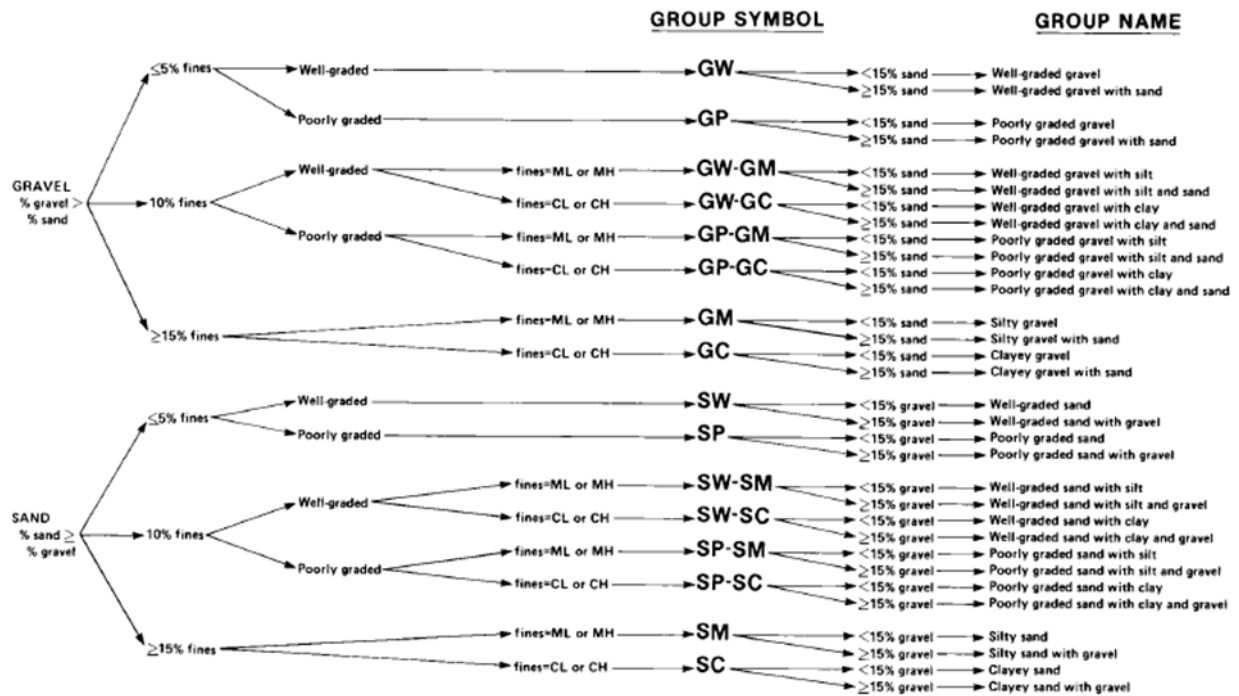 GROUP SYMBOL GROUP NAME
≤5% fines Well-graded GW <15% sand Well-graded gravel
≥15% sand Well-graded gravel with sand
Poorly graded GP <15% sand Poorly graded gravel
≥15% sand Poorly graded gravel with sand
Well-graded fines=ML or MH GW-GM <15% sand Well-graded gravel with silt
≥15% sand Well-graded gravel with silt and sand
GRAVEL
% gravel >
% sand
10% fines fines=CL or CH GW-GC <15% sand Well-graded gravel with clay
≥15% sand Well-graded gravel with clay and sand
Poorly graded fines=ML or MH GP-GM <15% sand Poorly graded gravel with silt
≥15% sand Poorly graded gravel with silt and sand
fines=CL or CH GP-GC <15% sand Poorly graded gravel with clay
≥15% sand Poorly graded gravel with clay and sand
≥15% fines fines=ML or MH GM <15% sand Silty gravel
≥15% sand Silty gravel with sand
fines=CL or CH GC <15% sand Clayey gravel
≥15% sand Clayey gravel with sand
≤5% fines Well-graded SW <15% gravel Well-graded sand
≥15% gravel Well-graded sand with gravel
Poorly graded SP <15% gravel Poorly graded sand
≥15% gravel Poorly graded sand with gravel
Well-graded fines=ML or MH SW-SM <15% gravel Well-graded sand with silt
≥15% gravel Well-graded sand with silt and gravel
SAND
% sand ≥
% gravel
10% fines fines=CL or CH SW-SC <15% gravel Well-graded sand with clay
≥15% gravel Well-graded sand with clay and gravel
Poorly graded fines=ML or MH SP-SM <15% gravel Poorly graded sand with silt
≥15% gravel Poorly graded sand with silt and gravel
fines=CL or CH SP-SC <15% gravel Poorly graded sand with clay
≥15% gravel Poorly graded sand with clay and gravel
≥15% fines fines=ML or MH SM <15% gravel Silty sand
≥15% gravel Silty sand with gravel
fines=CL or CH SC <15% gravel Clayey sand
≥15% gravel Clayey sand with gravel